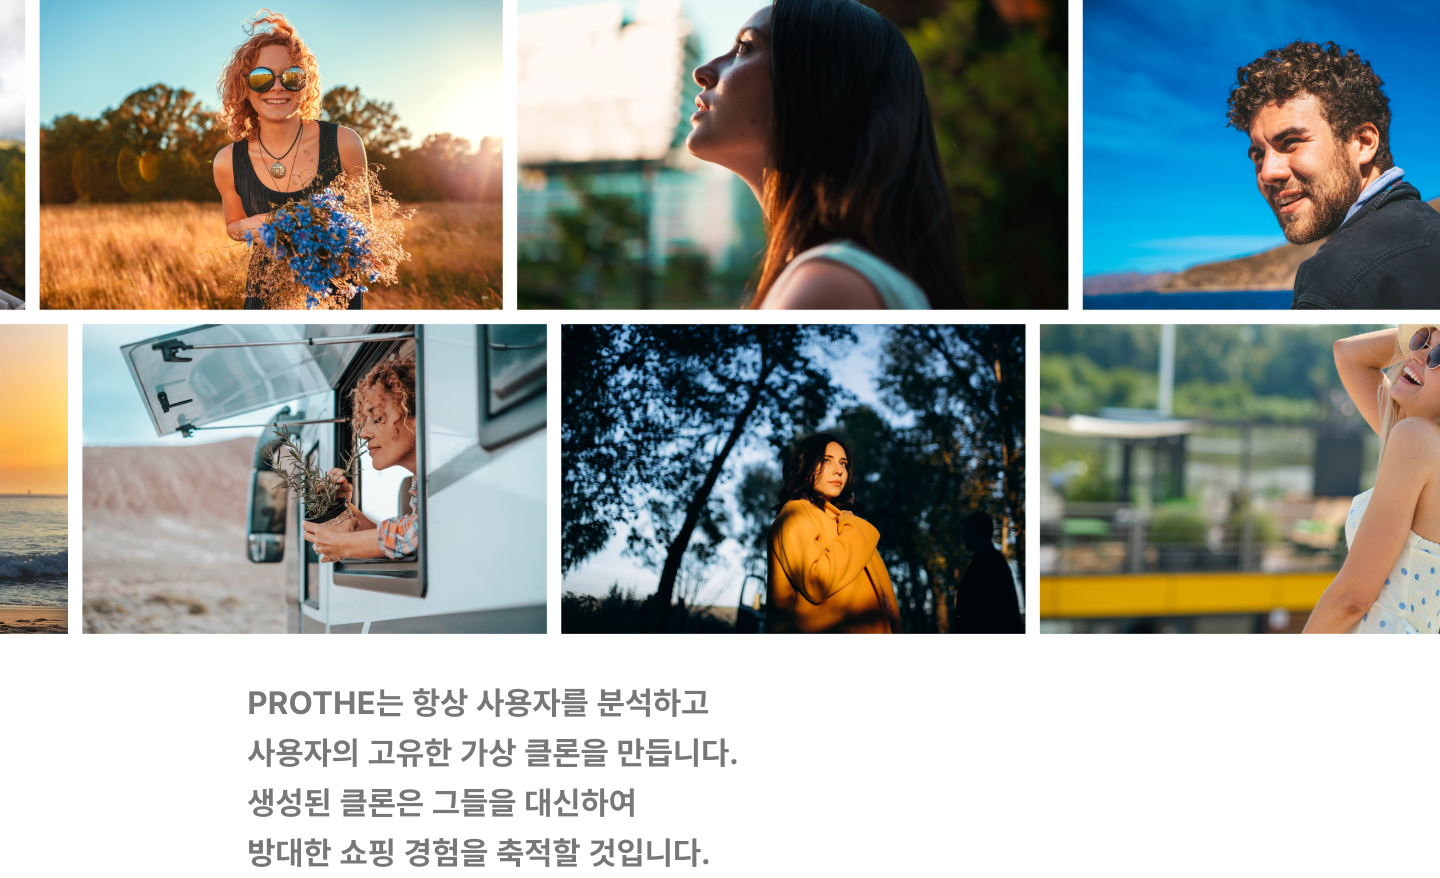 PROTHE는 항상 사용자를 분석하고
사용자의 고유한 가상 클론을 만듭니다.
생성된 클론은 그들을 대신하여
방대한 쇼핑 경험을 축적할 것입니다.